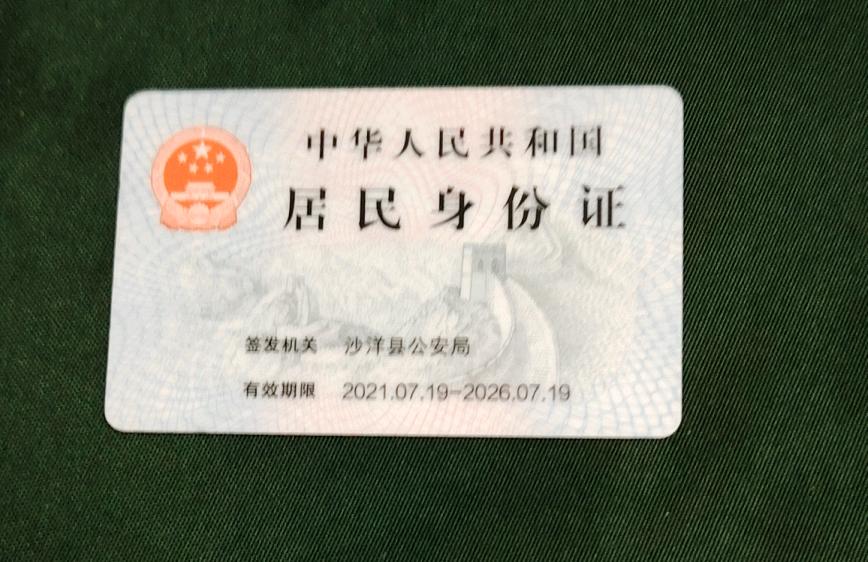 中华人民共和国
居民身份证
签发机关 沙洋县公安局
有效期限 2021.07.19-2026.07.19